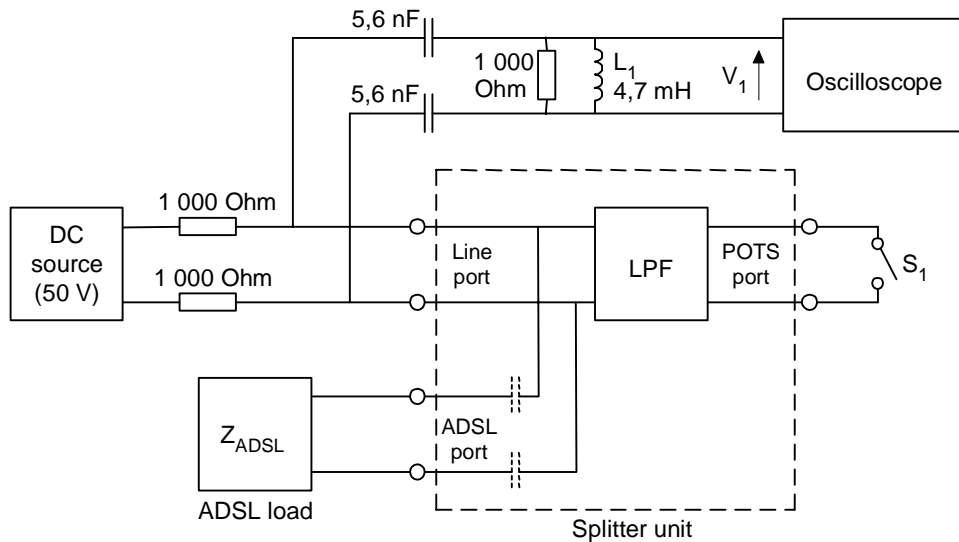 5,6 nF
1 000
Ohm
L1
4,7 mH
V1
Oscilloscope
5,6 nF
1 000 Ohm
DC
source
(50 V)
1 000 Ohm
Line
port
LPF
POTS
port
S1
ZADSL
ADSL
port
ADSL load
Splitter unit